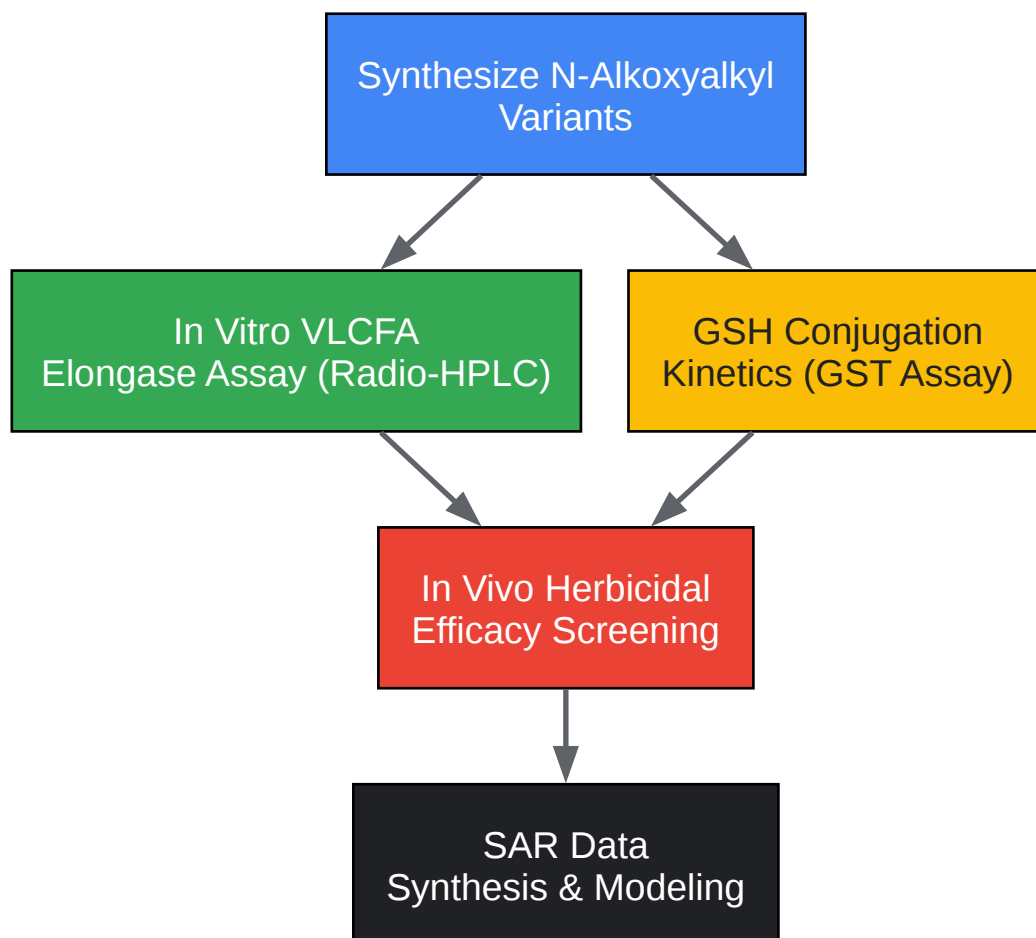 Synthesize N-Alkoxyalkyl
Variants
In Vitro VLCFA
Elongase Assay (Radio-HPLC)
GSH Conjugation
Kinetics (GST Assay)
In Vivo Herbicidal
Efficacy Screening
SAR Data
Synthesis & Modeling